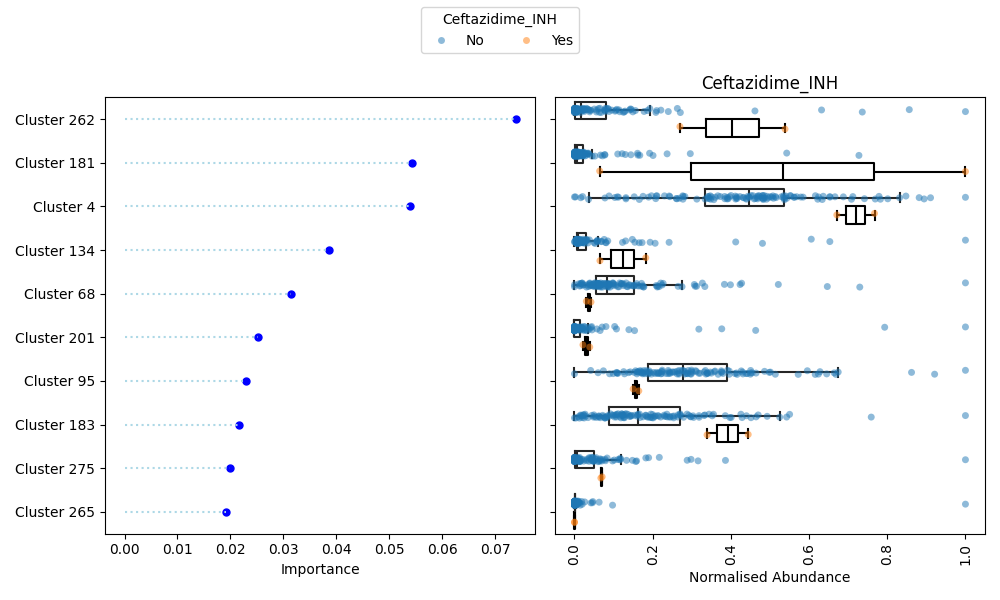 Ceftazidime_INH
No Yes
Ceftazidime_INH
Cluster 262
Cluster 181
Cluster 4
Cluster 134
Cluster 68
Cluster 201
Cluster 95
Cluster 183
Cluster 275
Cluster 265
0.00 0.01 0.02 0.03 0.04 0.05 0.06 0.07
Importance
0.0 0.2 0.4 0.6 0.8 1.0
Normalised Abundance